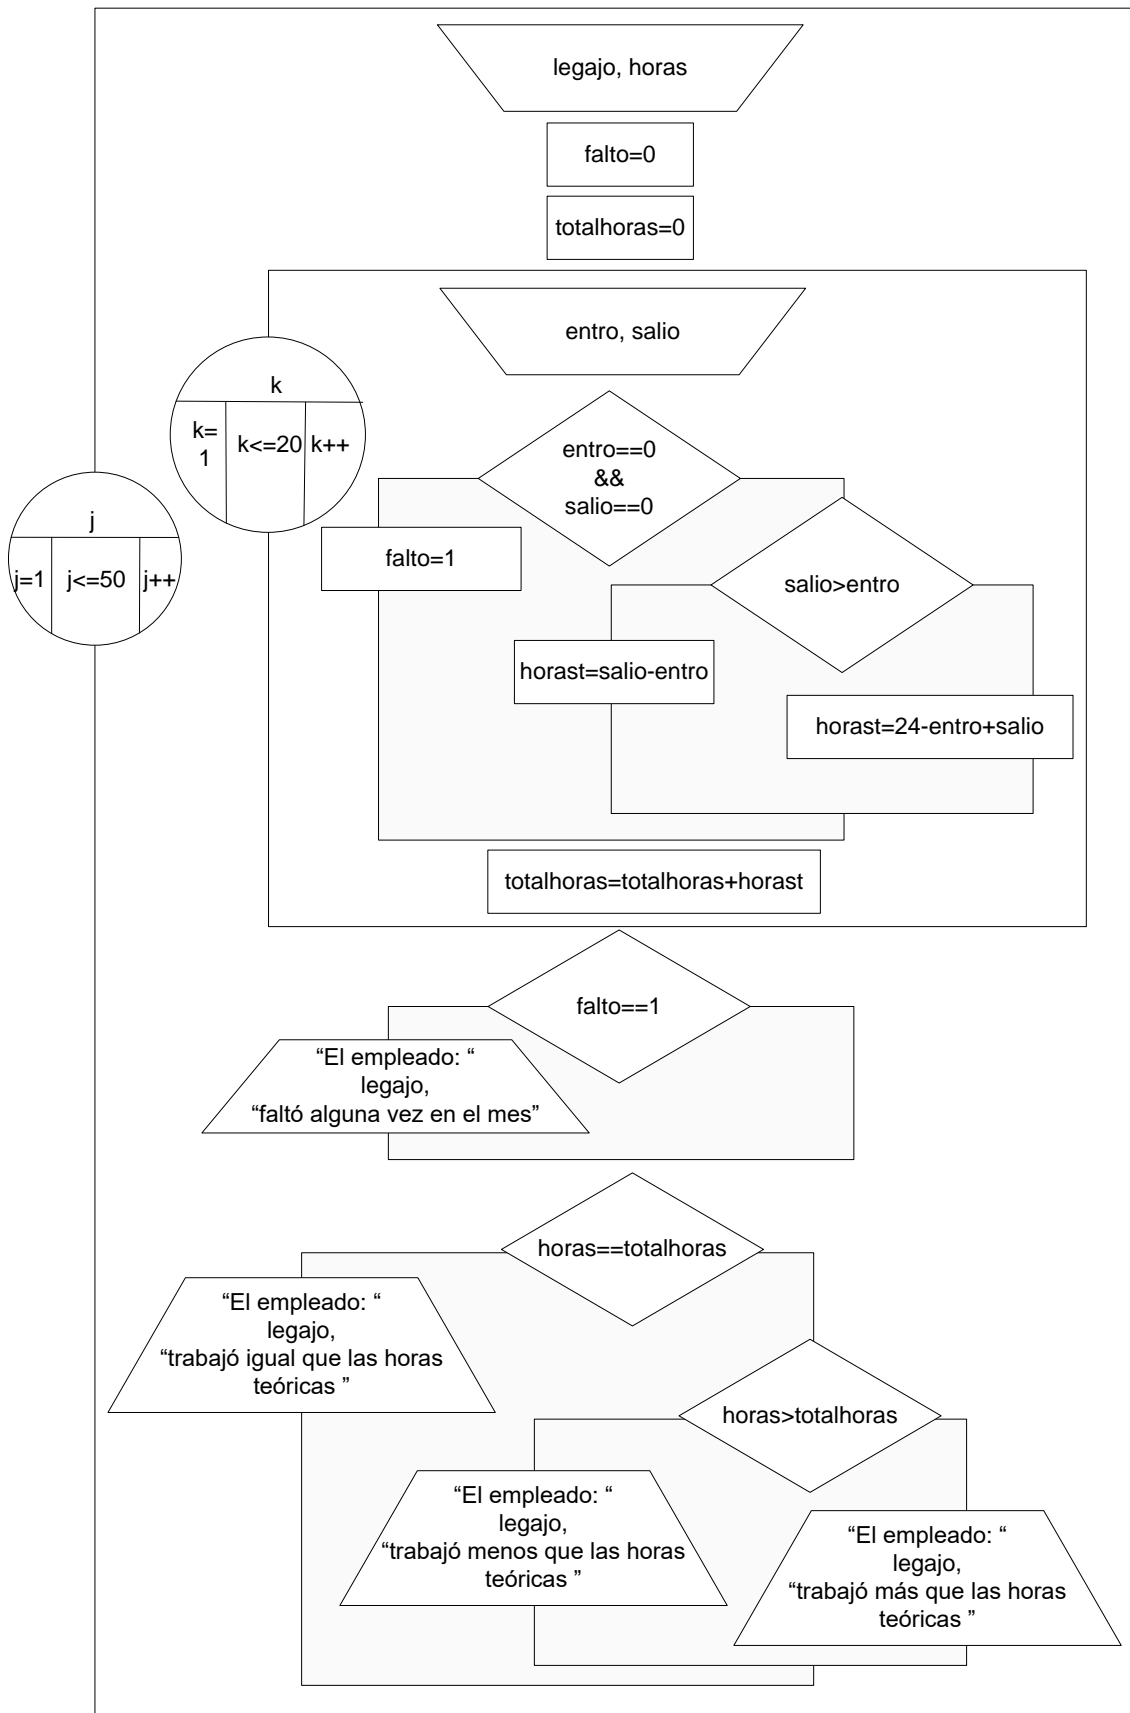 legajo, horas
falto=0
totalhoras=0
entro, salio
k
k=
1
k<=20
k++
entro==0
&&
salio==0
j
j=1
j<=50
j++
falto=1
salio>entro
horast=salio-entro
horast=24-entro+salio
totalhoras=totalhoras+horast
falto==1
“El empleado: “
legajo,
“faltó alguna vez en el mes”
horas==totalhoras
“El empleado: “
legajo,
“trabajó igual que las horas
teóricas ”
horas>totalhoras
“El empleado: “
legajo,
“trabajó menos que las horas
teóricas ”
“El empleado: “
legajo,
“trabajó más que las horas
teóricas ”